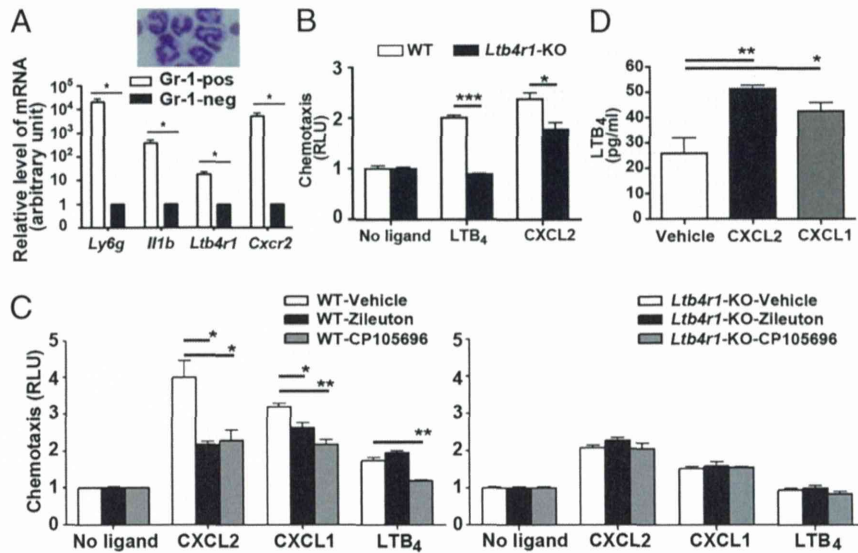 A
Gr-1-pos
Gr-1-neg
Relative level of mRNA
(arbitrary unit)
10^5
10^4
10^3
10^2
10
1
0
* * * *
Ly6g Il1b Ltb4r1 Cxcr2
B
WT Ltb4r1-KO
Chemotaxis
(RLU)
3
2
1
0
*** *
No ligand LTB4 CXCL2
D
** *
LTB4
(pg/ml)
60
50
40
30
20
10
0
Vehicle CXCL2 CXCL1
C
WT-Vehicle
WT-Zileuton
WT-CP105696
Chemotaxis (RLU)
5
4
3
2
1
0
*
*
*
**
**
No ligand CXCL2 CXCL1 LTB4
Ltb4r1-KO-Vehicle
Ltb4r1-KO-Zileuton
Ltb4r1-KO-CP105696
5
4
3
2
1
0
No ligand CXCL2 CXCL1 LTB4